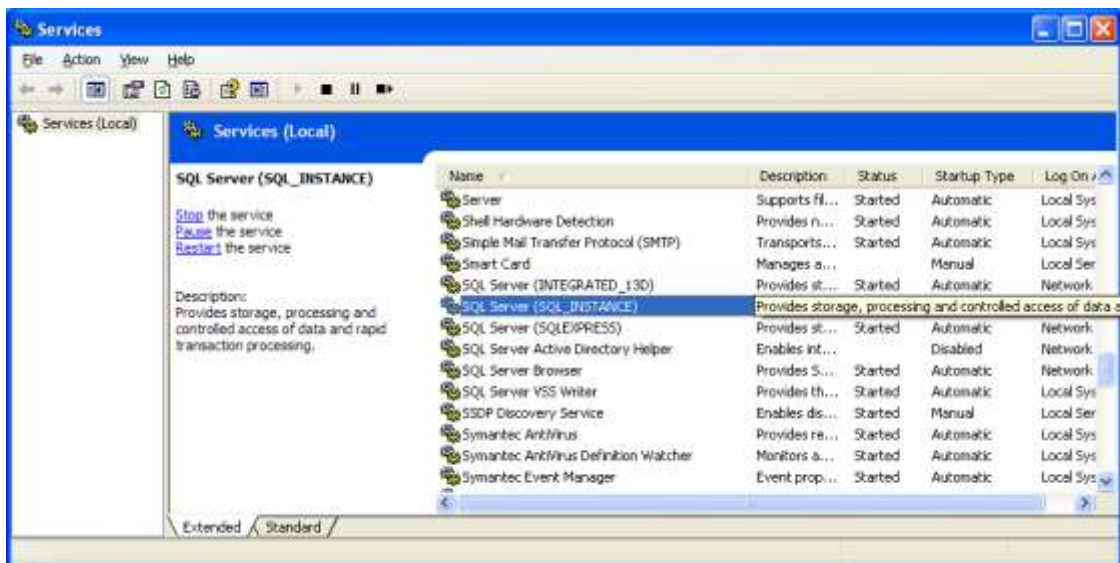 Services
File Action View Help
Services (Local)
Services (Local)
SQL Server (SQL_INSTANCE)
Stop the service
Pause the service
Restart the service
Description:
Provides storage, processing and
controlled access of data and rapid
transaction processing.
Name Description Status Startup Type Log On
Server Supports fil... Started Automatic Local Sys
Shell Hardware Detection Provides n... Started Automatic Local Sys
Simple Mail Transfer Protocol (SMTP) Transports... Started Automatic Local Sys
Smart Card Manages a... Manual Local Ser
SQL Server (INTEGRATED_13D) Provides st... Started Automatic Network
SQL Server (SQL_INSTANCE) Provides storage, processing and controlled access of data a
SQL Server (SQLEXPRESS) Provides st... Started Automatic Network
SQL Server Active Directory Helper Enables int... Disabled Network
SQL Server Browser Provides S... Started Automatic Network
SQL Server VSS Writer Provides th... Started Automatic Local Sys
SSDP Discovery Service Enables dis... Started Manual Local Ser
Symantec AntiVirus Provides re... Started Automatic Local Sys
Symantec AntiVirus Definition Watcher Monitors a... Started Automatic Local Sys
Symantec Event Manager Event prop... Started Automatic Local Sys
Extended Standard